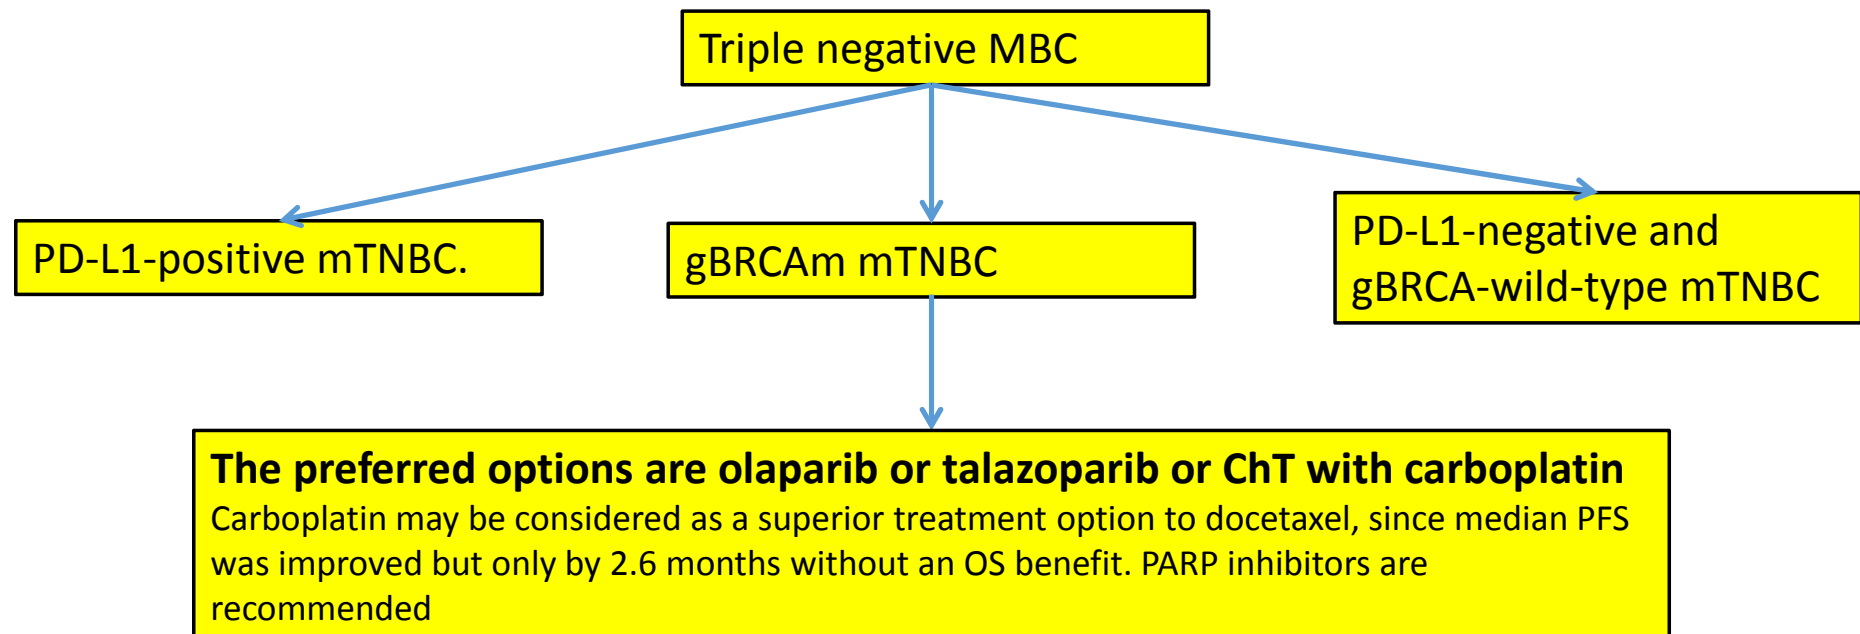 Triple negative MBC
PD-L1-positive mTNBC.
gBRCAm mTNBC
PD-L1-negative and
gBRCA-wild-type mTNBC
The preferred options are olaparib or talazoparib or ChT with carboplatin
Carboplatin may be considered as a superior treatment option to docetaxel, since median PFS
was improved but only by 2.6 months without an OS benefit. PARP inhibitors are
recommended